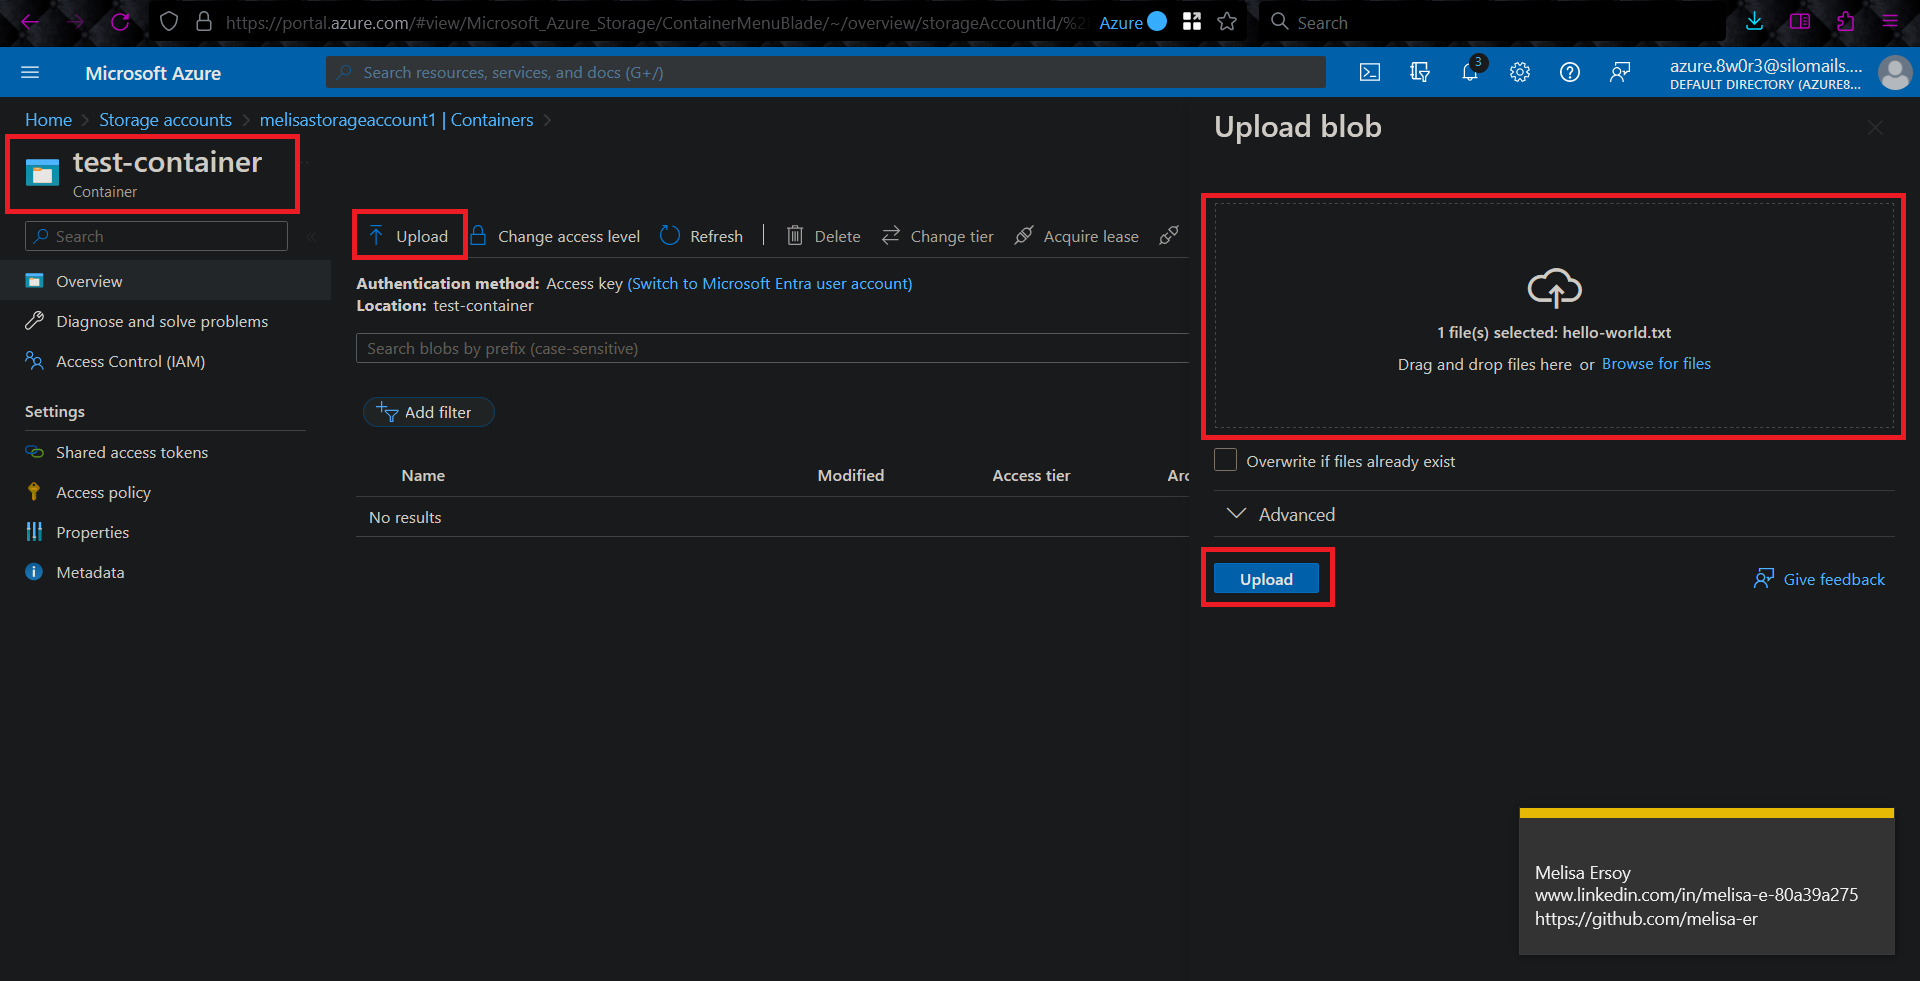 https://portal.azure.com/#view/Microsoft_Azure_Storage/ContainerMenuBlade/~/overview/storageAccountId/%2
Azure
Search
Microsoft Azure
Search resources, services, and docs (G+/)
3
azure.8w0r3@silomails....
DEFAULT DIRECTORY (AZURE8...
Home > Storage accounts > melisastorageaccount1 | Containers >
test-container
Container
Search
Overview
Diagnose and solve problems
Access Control (IAM)
Settings
Shared access tokens
Access policy
Properties
Metadata
Upload
Change access level
Refresh
Delete
Change tier
Acquire lease
Authentication method: Access key (Switch to Microsoft Entra user account)
Location: test-container
Search blobs by prefix (case-sensitive)
Add filter
Name Modified Access tier Arc
No results
Upload blob
1 file(s) selected: hello-world.txt
Drag and drop files here or Browse for files
Overwrite if files already exist
Advanced
Upload
Give feedback
Melisa Ersoy
www.linkedin.com/in/melisa-e-80a39a275
https://github.com/melisa-er